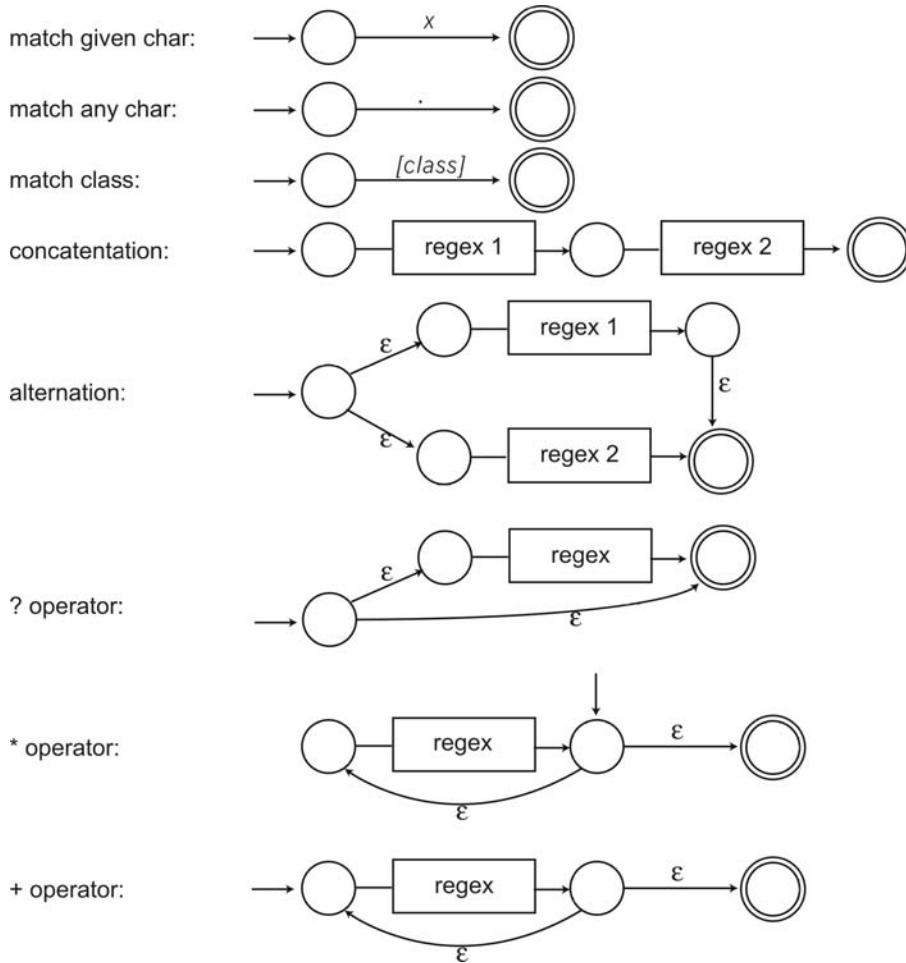 match given char: x
match any char: .
match class: [class]
concatentation: regex 1 regex 2
ε regex 1
alternation: ε
ε regex 2
ε regex
? operator: ε
* operator: regex ε
ε
+ operator: regex ε
ε